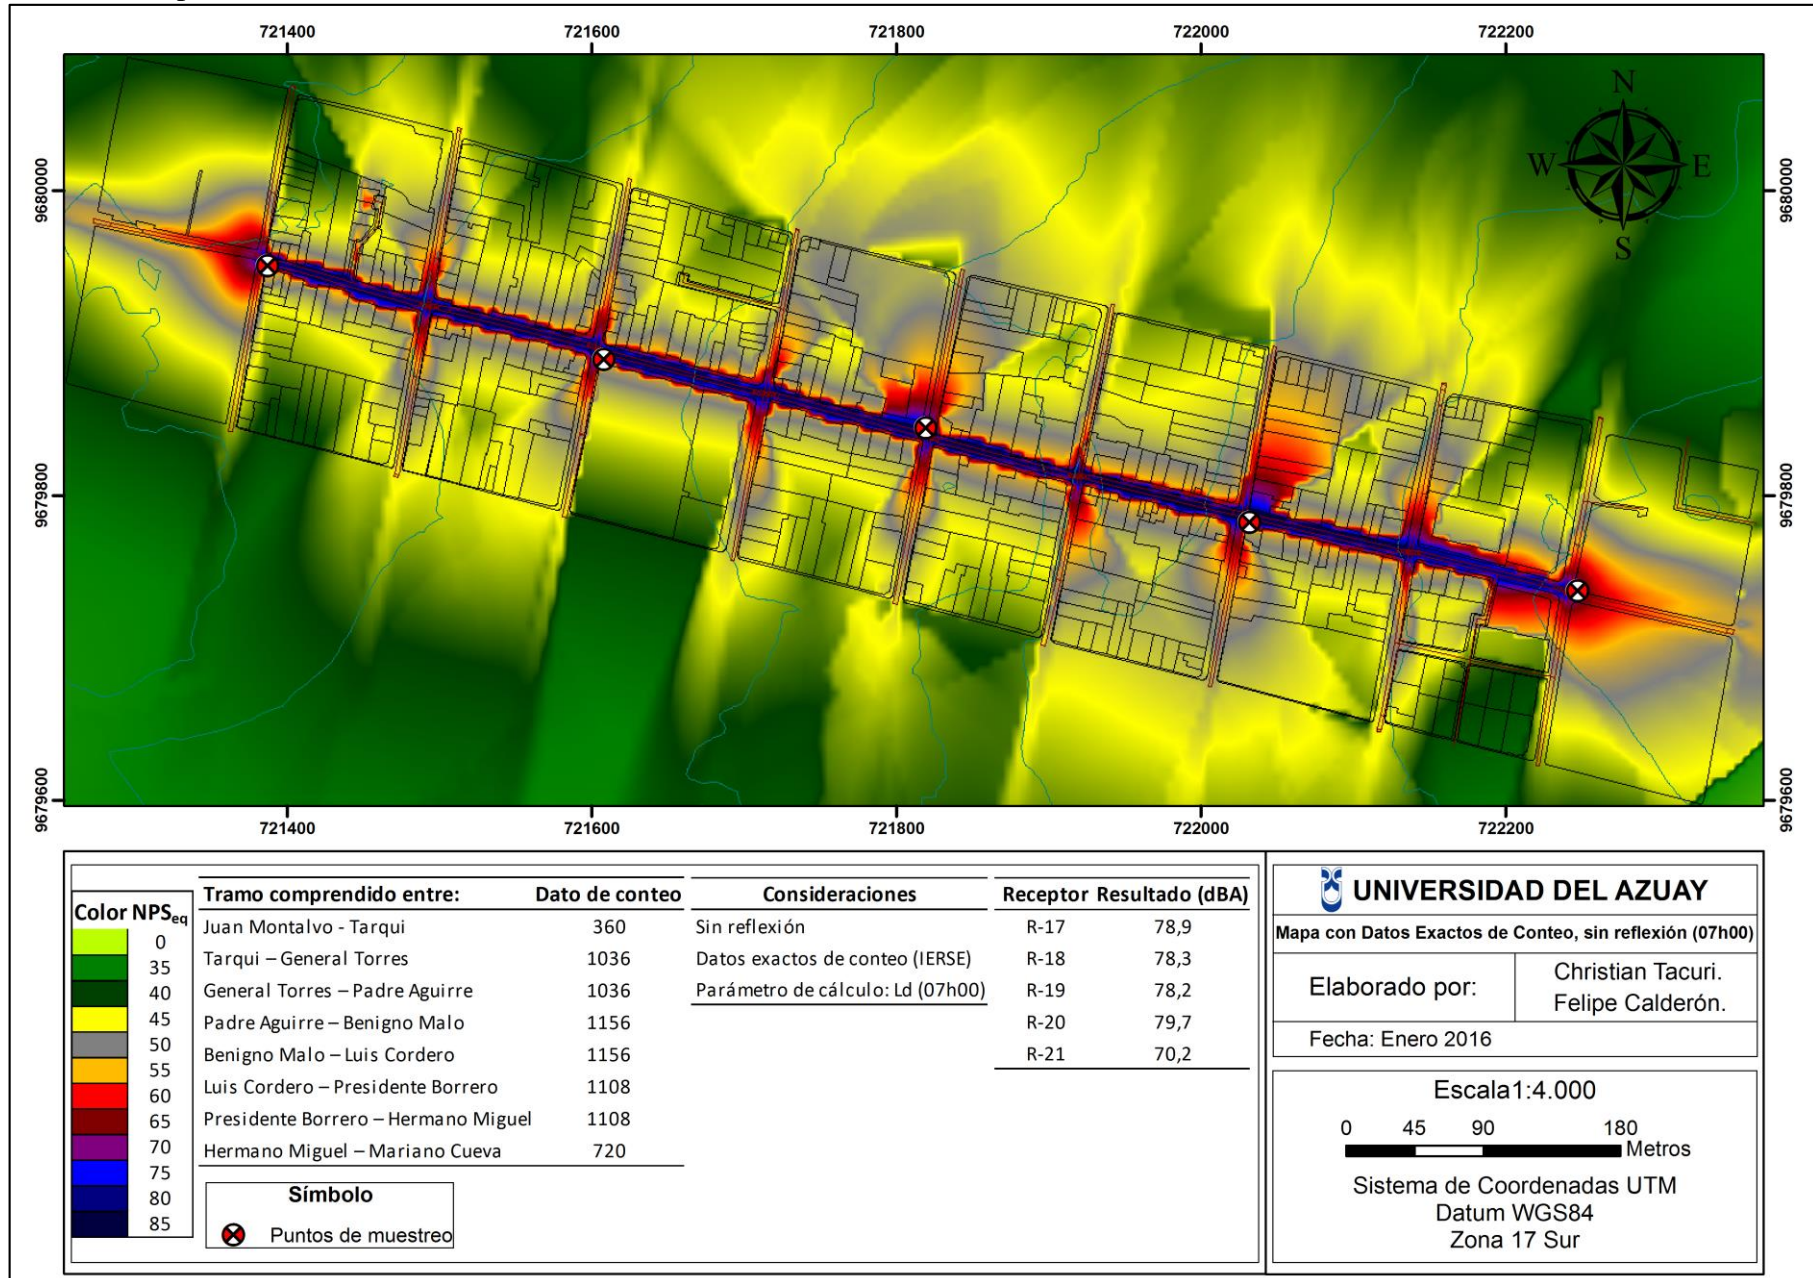 721400 721600 721800 722000 722200
9680000 9680000
N
W E
S
9679800 9679800
9679600 9679600
721400 721600 721800 722000 722200
Color NPSeq
0
35
40
45
50
55
60
65
70
75
80
85
Tramo comprendido entre: Dato de conteo
Juan Montalvo - Tarqui 360
Tarqui – General Torres 1036
General Torres – Padre Aguirre 1036
Padre Aguirre – Benigno Malo 1156
Benigno Malo – Luis Cordero 1156
Luis Cordero – Presidente Borrero 1108
Presidente Borrero – Hermano Miguel 1108
Hermano Miguel – Mariano Cueva 720
Símbolo
Puntos de muestreo
Consideraciones
Sin reflexión
Datos exactos de conteo (IERSE)
Parámetro de cálculo: Ld (07h00)
Receptor Resultado (dBA)
R-17 78,9
R-18 78,3
R-19 78,2
R-20 79,7
R-21 70,2
UNIVERSIDAD DEL AZUAY
Mapa con Datos Exactos de Conteo, sin reflexión (07h00)
Elaborado por:
Christian Tacuri.
Felipe Calderón.
Fecha: Enero 2016
Escala1:4.000
0 45 90 180
Metros
Sistema de Coordenadas UTM
Datum WGS84
Zona 17 Sur